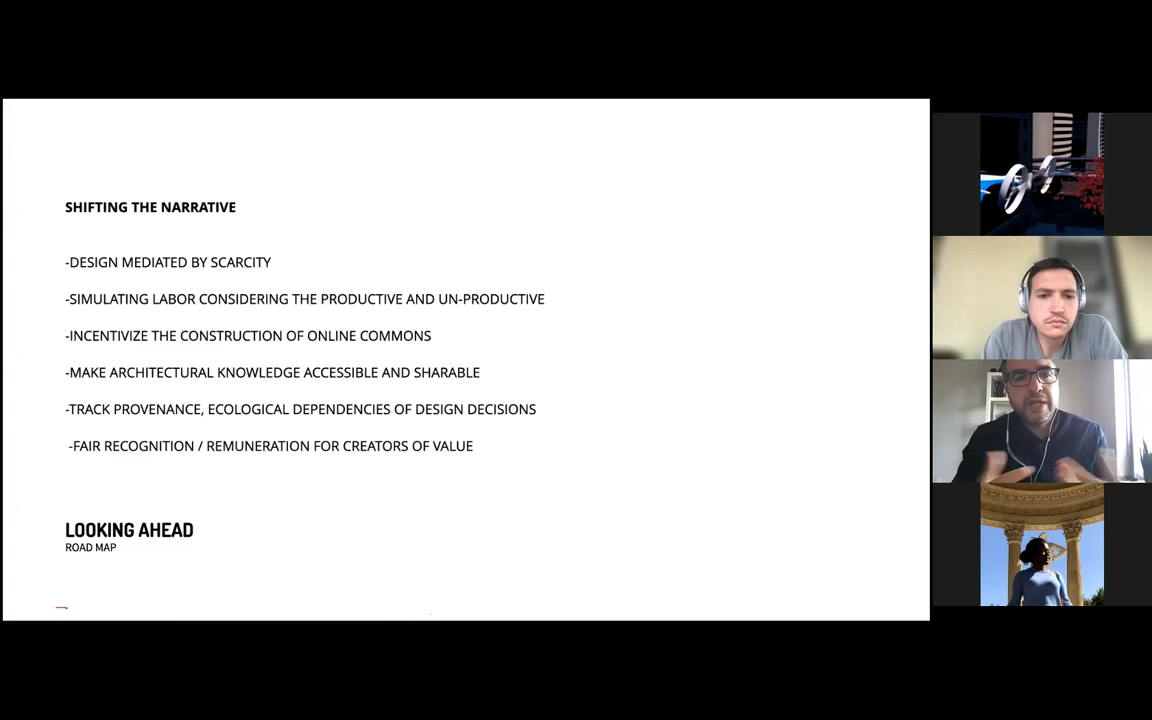 SHIFTING THE NARRATIVE
-DESIGN MEDIATED BY SCARCITY
-SIMULATING LABOR CONSIDERING THE PRODUCTIVE AND UN-PRODUCTIVE
-INCENTIVIZE THE CONSTRUCTION OF ONLINE COMMONS
-MAKE ARCHITECTURAL KNOWLEDGE ACCESSIBLE AND SHARABLE
-TRACK PROVENANCE, ECOLOGICAL DEPENDENCIES OF DESIGN DECISIONS
-FAIR RECOGNITION / REMUNERATION FOR CREATORS OF VALUE
LOOKING AHEAD
ROAD MAP